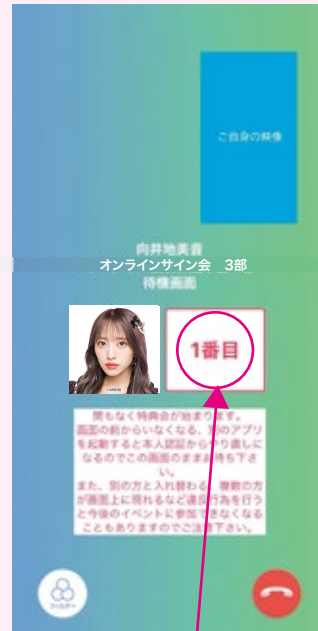 ご自身の映像
向井地美音
オンラインサイン会　3部
待機画面
1番目
間もなく特典会が始まります。
画面の前からいなくなる、別のアプリ
を起動すると本人認証からやり直しに
なるのでこの画面のままお待ち下さ
い。
また、別の方と入れ替わる、複数の方
が画面上に現れるなど違反行為を行う
と今後のイベントに参加できなくなる
こともありますのでご注意下さい。
フィルター